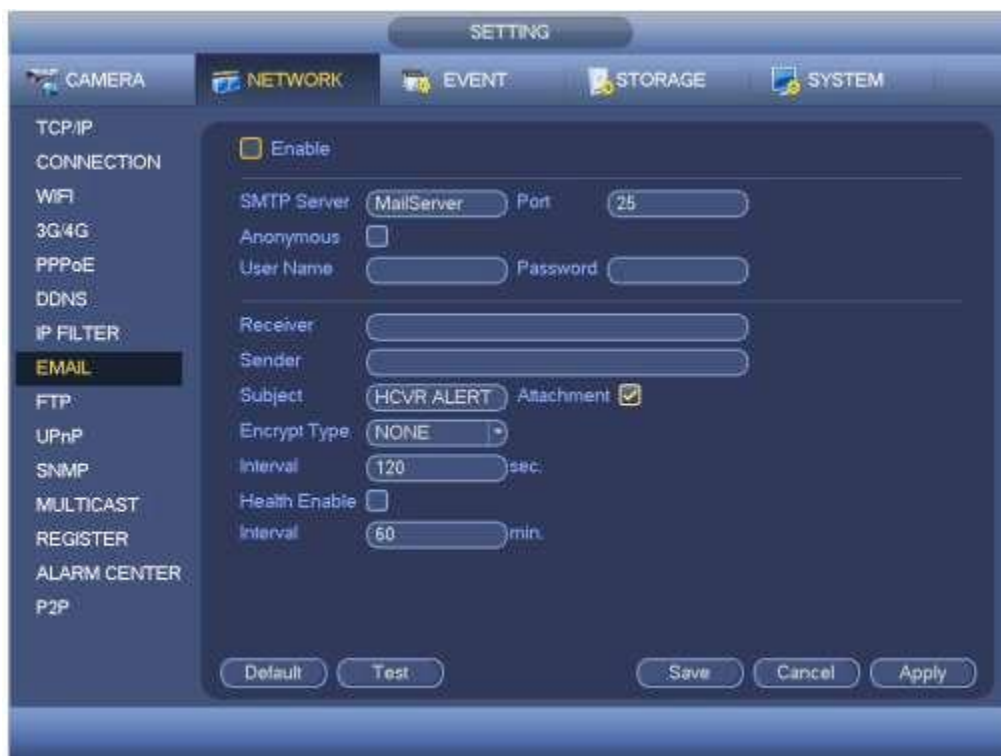 SETTING
CAMERA NETWORK EVENT STORAGE SYSTEM
TCP/IP
CONNECTION
WIFI
3G/4G
PPPoE
DDNS
IP FILTER
EMAIL
FTP
UPnP
SNMP
MULTICAST
REGISTER
ALARM CENTER
P2P
Enable
SMTP Server MailServer Port 25
Anonymous
User Name Password
Receiver
Sender
Subject HCVR ALERT Attachment
Encrypt Type NONE
Interval 120 sec.
Health Enable
Interval 60 min.
Default Test Save Cancel Apply